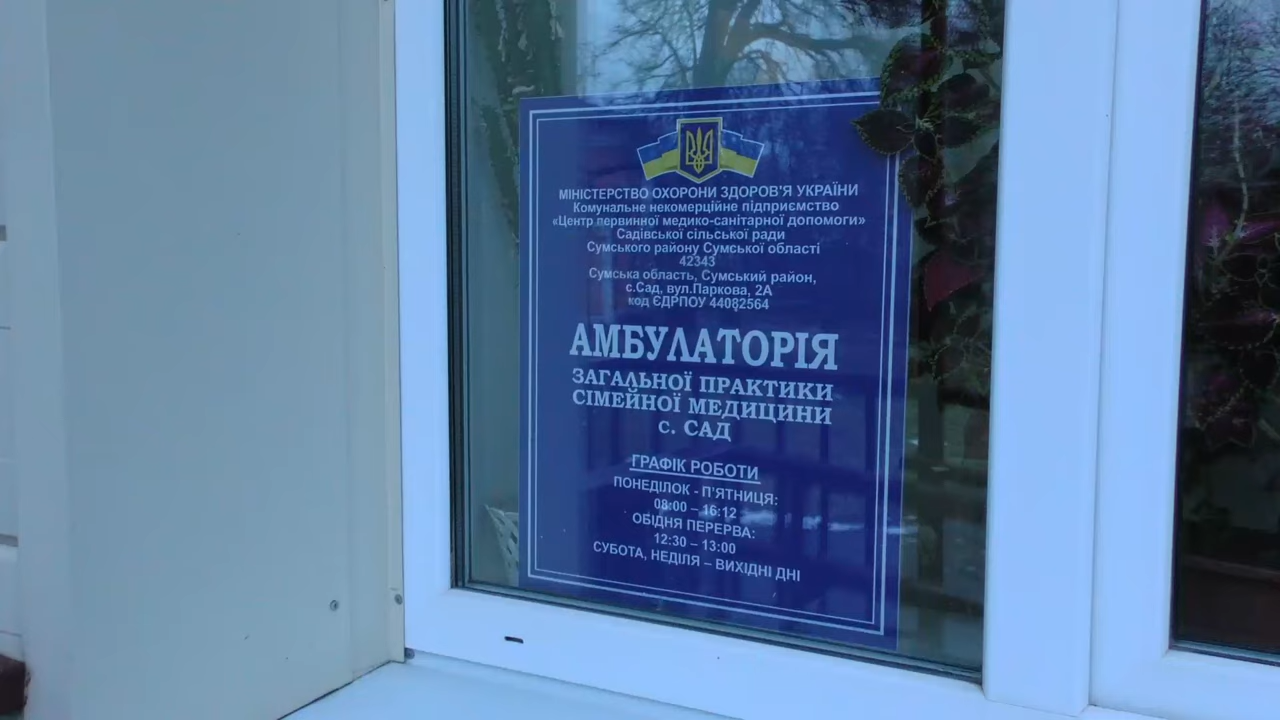 МІНІСТЕРСТВО ОХОРОНИ ЗДОРОВ'Я УКРАЇНИ
Комунальне некомерційне підприємство
«Центр первинної медико-санітарної допомоги»
Садівської сільської ради
Сумського району Сумської області
42343
Сумська область, Сумський район,
с.Сад, вул.Паркова, 2А
код ЄДРПОУ 44082564
АМБУЛАТОРІЯ
ЗАГАЛЬНОЇ ПРАКТИКИ
СІМЕЙНОЇ МЕДИЦИНИ
с. САД
ГРАФІК РОБОТИ
ПОНЕДІЛОК - П'ЯТНИЦЯ:
08:00 – 16:12
ОБІДНЯ ПЕРЕРВА:
12:30 – 13:00
СУБОТА, НЕДІЛЯ – ВИХІДНІ ДНІ